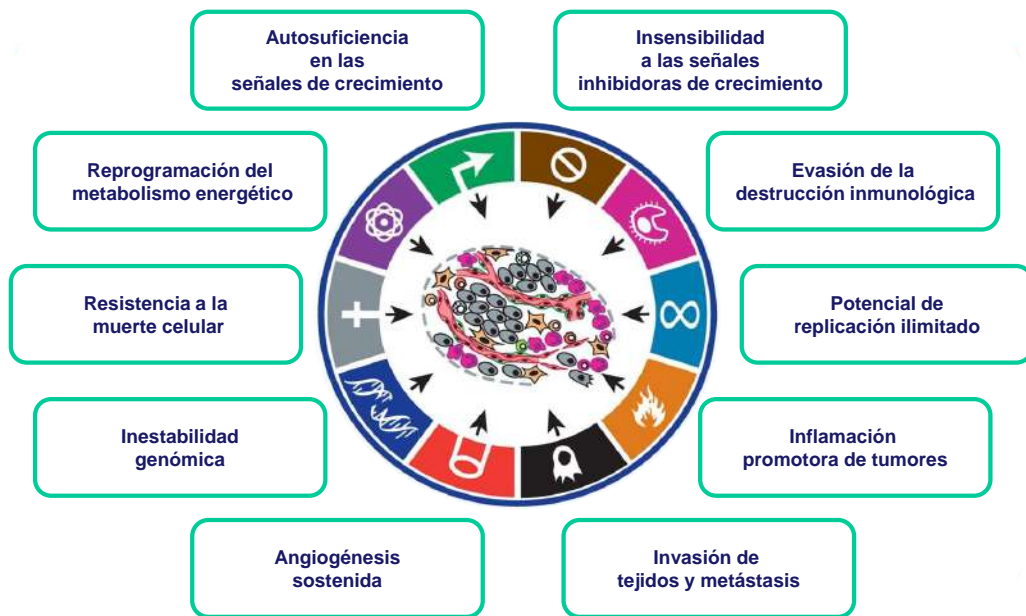 Autosuficiencia
en las
señales de crecimiento
Insensibilidad
a las señales
inhibidoras de crecimiento
Reprogramación del
metabolismo energético
Evasión de la
destrucción inmunológica
Resistencia a la
muerte celular
Potencial de
replicación ilimitado
Inestabilidad
genómica
Inflamación
promotora de tumores
Angiogénesis
sostenida
Invasión de
tejidos y metástasis